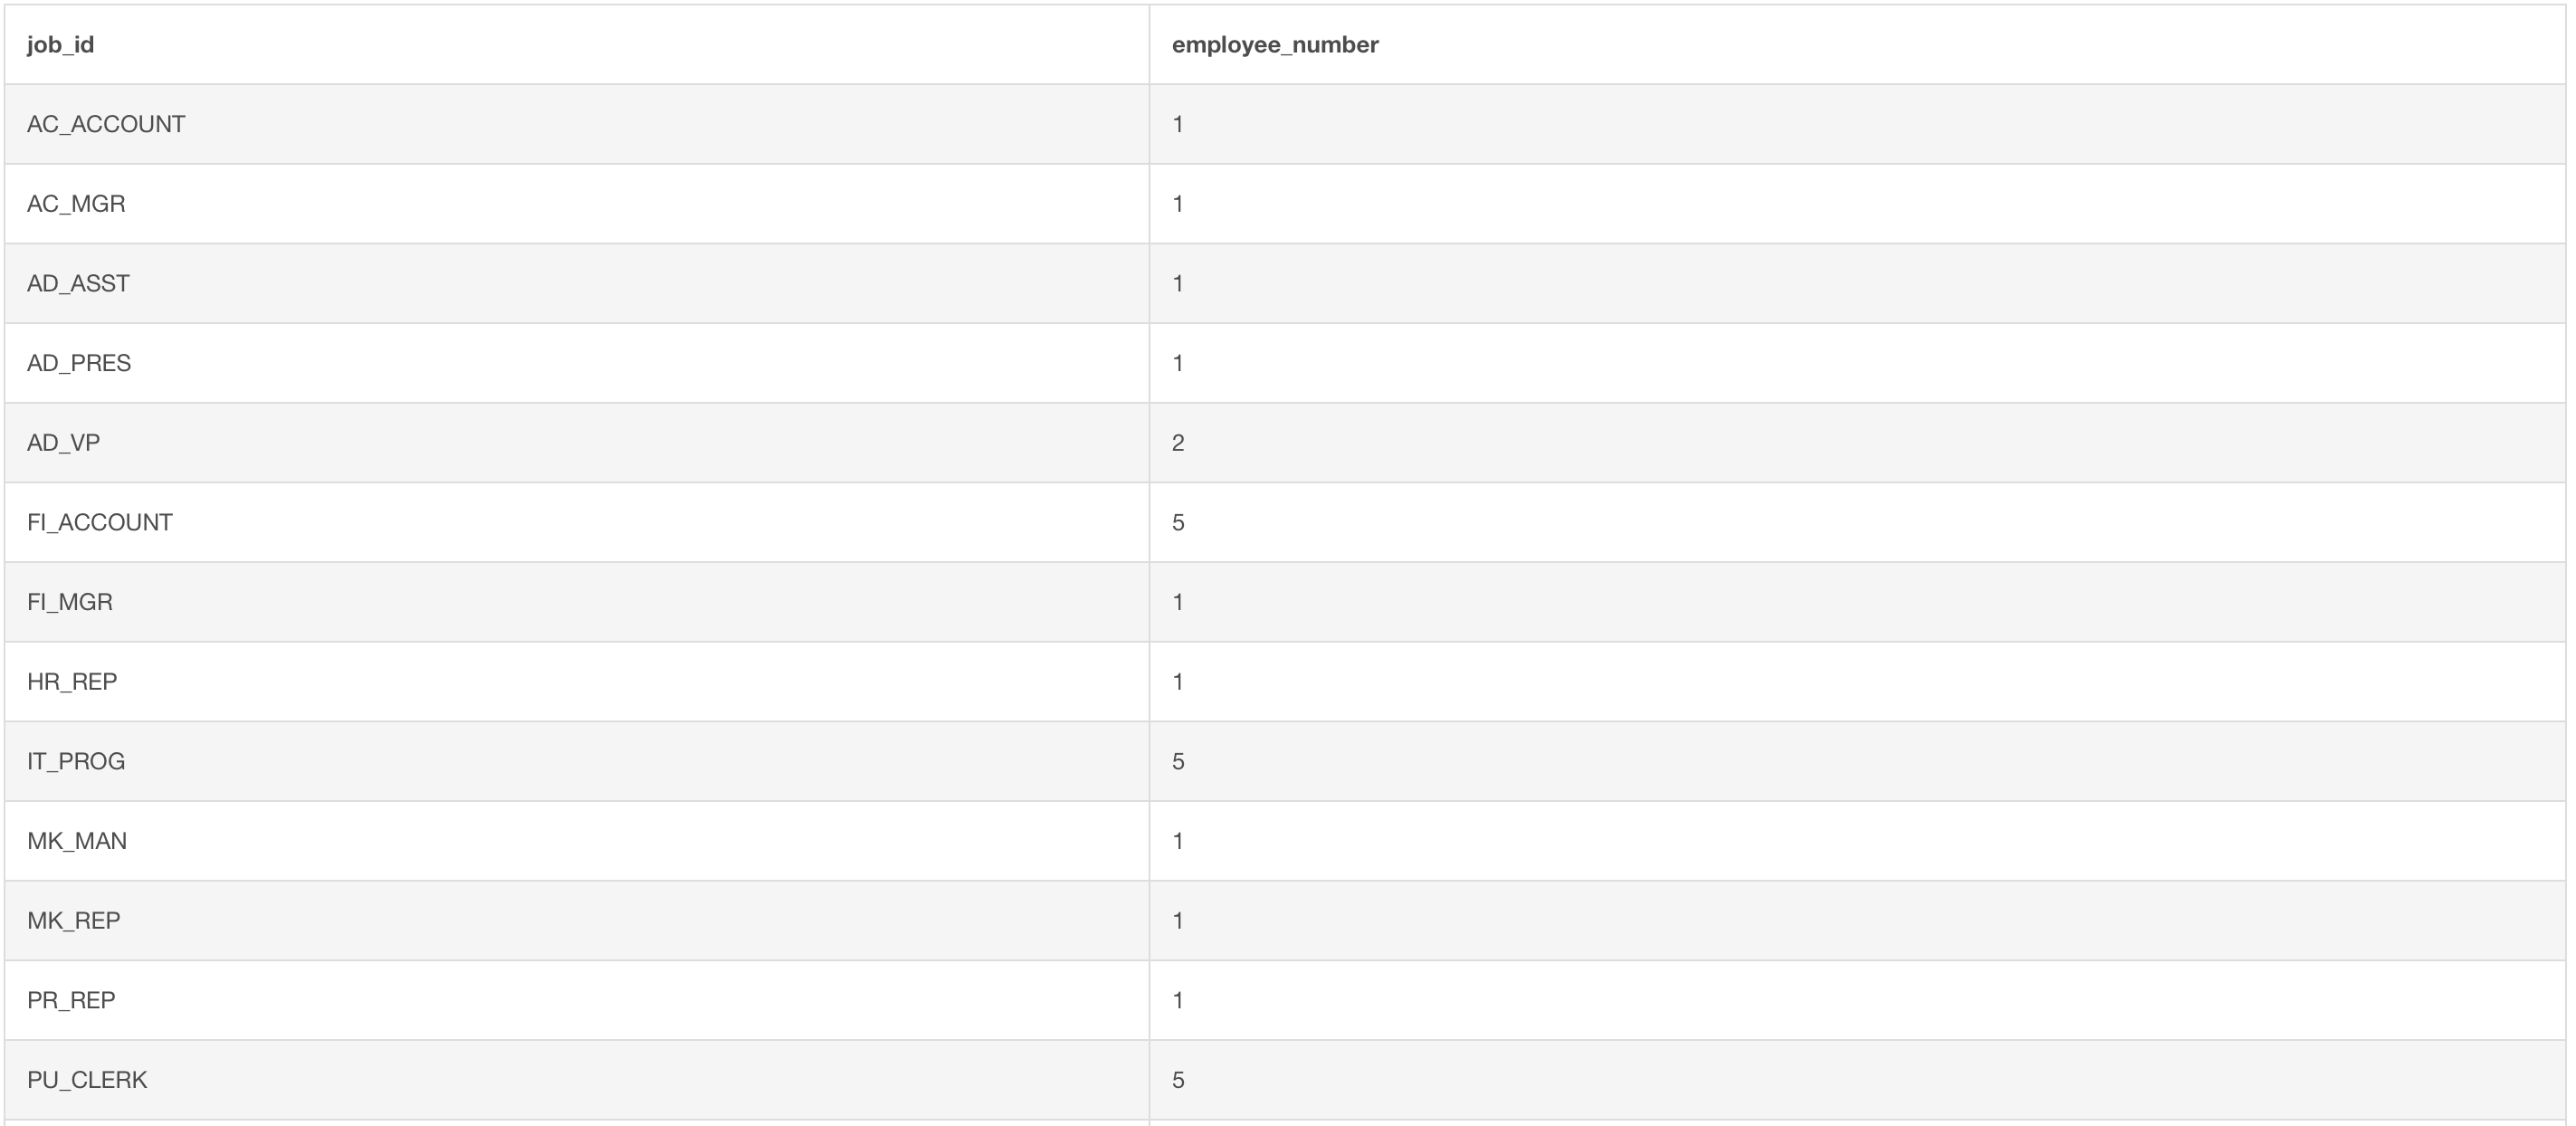 job_id employee_number
AC_ACCOUNT 1
AC_MGR 1
AD_ASST 1
AD_PRES 1
AD_VP 2
FI_ACCOUNT 5
FI_MGR 1
HR_REP 1
IT_PROG 5
MK_MAN 1
MK_REP 1
PR_REP 1
PU_CLERK 5